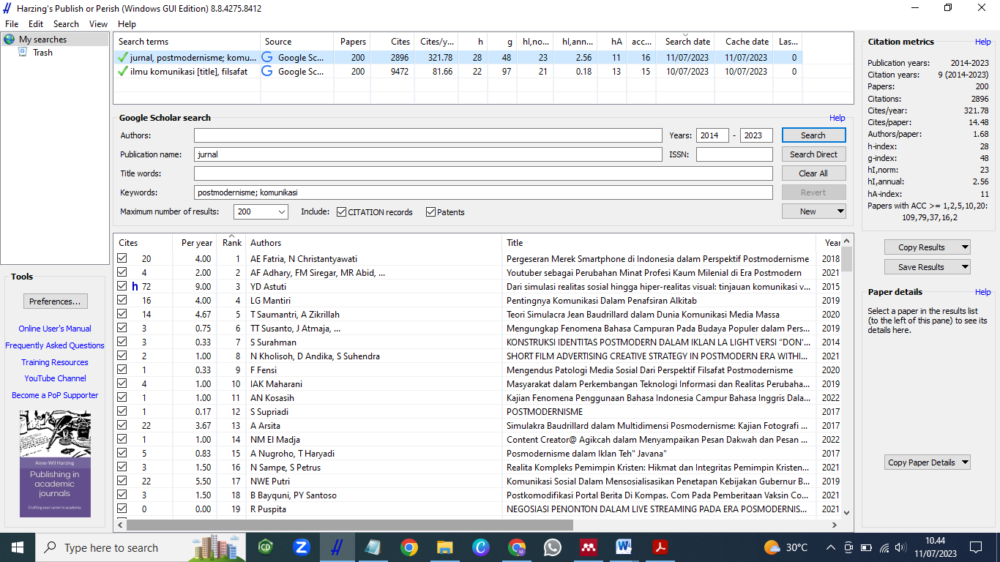 Harzing's Publish or Perish (Windows GUI Edition) 8.8.4275.8412
File Edit Search View Help
My searches
Trash
Search terms Source Papers Cites Cites/y... h g hI,no... hI,ann... hA acc... Search date Cache date Las...
jurnal, postmodernisme; komu... Google Sc... 200 2896 321.78 28 48 23 2.56 11 16 11/07/2023 11/07/2023 0
ilmu komunikasi [title], filsafat Google Sc... 200 9472 81.66 22 97 21 0.18 13 15 10/07/2023 10/07/2023 0
Google Scholar search Help
Authors: Years: 2014 - 2023 Search
Publication name: jurnal ISSN: Search Direct
Title words: Clear All
Keywords: postmodernisme; komunikasi Revert
Maximum number of results: 200 Include: CITATION records Patents New
Cites Per year Rank Authors Title Year
20 4.00 1 AE Fatria, N Christantyawati Pergeseran Merek Smartphone di Indonesia dalam Perspektif Postmodernisme 2018
4 2.00 2 AF Adhary, FM Siregar, MR Abid, ... Youtuber sebagai Perubahan Minat Profesi Kaum Milenial di Era Postmodern 2021
h 72 9.00 3 YD Astuti Dari simulasi realitas sosial hingga hiper-realitas visual: tinjauan komunikasi v... 2015
16 4.00 4 LG Mantiri Pentingnya Komunikasi Dalam Penafsiran Alkitab 2019
14 4.67 5 T Saumantri, A Zikrillah Teori Simulacra Jean Baudrillard dalam Dunia Komunikasi Media Massa 2020
3 0.75 6 TT Susanto, J Atmaja, ... Mengungkap Fenomena Bahasa Campuran Pada Budaya Populer dalam Pers... 2019
3 0.33 7 S Surahman KONSTRUKSI IDENTITAS POSTMODERN DALAM IKLAN LA LIGHT VERSI "DON'... 2014
2 1.00 8 N Kholisoh, D Andika, S Suhendra SHORT FILM ADVERTISING CREATIVE STRATEGY IN POSTMODERN ERA WITHI... 2021
1 0.33 9 F Fensi Mengendus Patologi Media Sosial Dari Perspektif Filsafat Postmodernisme 2020
4 1.00 10 IAK Maharani Masyarakat dalam Perkembangan Teknologi Informasi dan Realitas Perubaha... 2019
1 1.00 11 AN Kosasih Kajian Fenomena Penggunaan Bahasa Indonesia Campur Bahasa Inggris Dala... 2022
1 0.17 12 S Supriadi POSTMODERNISME 2017
22 3.67 13 A Arsita Simulakra Baudrillard dalam Multidimensi Posmodernisme: Kajian Fotografi ... 2017
1 1.00 14 NM El Madja Content Creator@ Agikcah dalam Menyampaikan Pesan Dakwah dan Pesan ... 2022
5 0.83 15 A Nugroho, T Haryadi Posmodernisme dalam Iklan Teh" Javana" 2017
3 1.50 16 N Sampe, S Petrus Realita Kompleks Pemimpin Kristen: Hikmat dan Integritas Pemimpin Kristen... 2021
22 5.50 17 NWE Putri Komunikasi Sosial Dalam Mensosialisasikan Penetapan Kebijakan Gubernur B... 2019
3 1.50 18 B Bayquni, PY Santoso Postkomodifikasi Portal Berita Di Kompas. Com Pada Pemberitaan Vaksin Co... 2021
0 0.00 19 R Puspita NEGOSIASI PENONTON DALAM LIVE STREAMING PADA ERA POSMODERNIS... 2021
Tools
Preferences...
Online User's Manual
Frequently Asked Questions
Training Resources
YouTube Channel
Become a PoP Supporter
Anne-Wil Harzing
Publishing in
academic
journals
Crafting your career in academia
Citation metrics Help
Publication years: 2014-2023
Citation years: 9 (2014-2023)
Papers: 200
Citations: 2896
Cites/year: 321.78
Cites/paper: 14.48
Authors/paper: 1.68
h-index: 28
g-index: 48
hI,norm: 23
hI,annual: 2.56
hA-index: 11
Papers with ACC >= 1,2,5,10,20:
109,79,37,16,2
Copy Results
Save Results
Paper details Help
Select a paper in the results list
(to the left of this pane) to see its
details here.
Copy Paper Details
Type here to search
CD
Z
C
W
30°C
10.44
11/07/2023